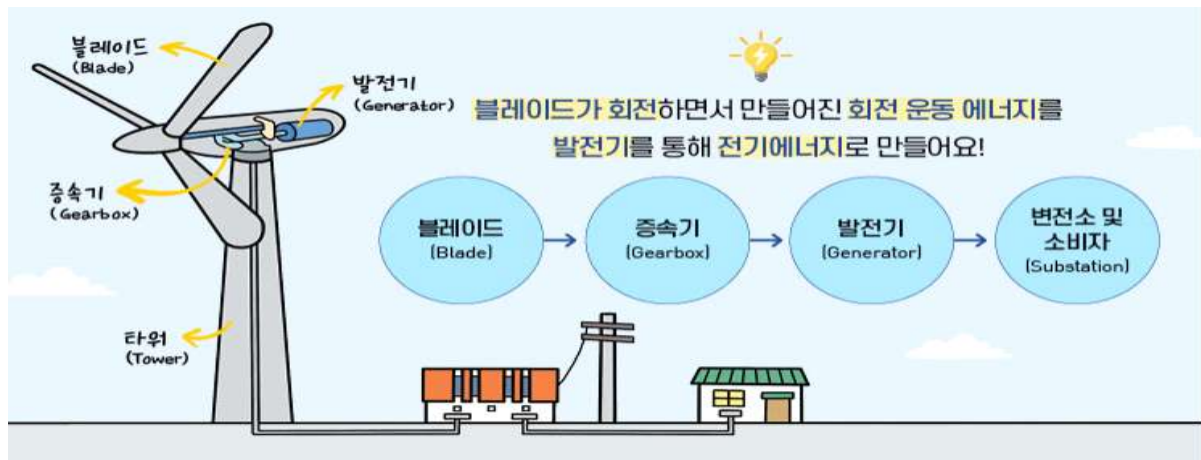 블레이드
(Blade)
발전기
(Generator)
증속기
(Gearbox)
타워
(Tower)
블레이드가 회전하면서 만들어진 회전 운동 에너지를
발전기를 통해 전기에너지로 만들어요!
블레이드
(Blade)
증속기
(Gearbox)
발전기
(Generator)
변전소 및
소비자
(Substation)